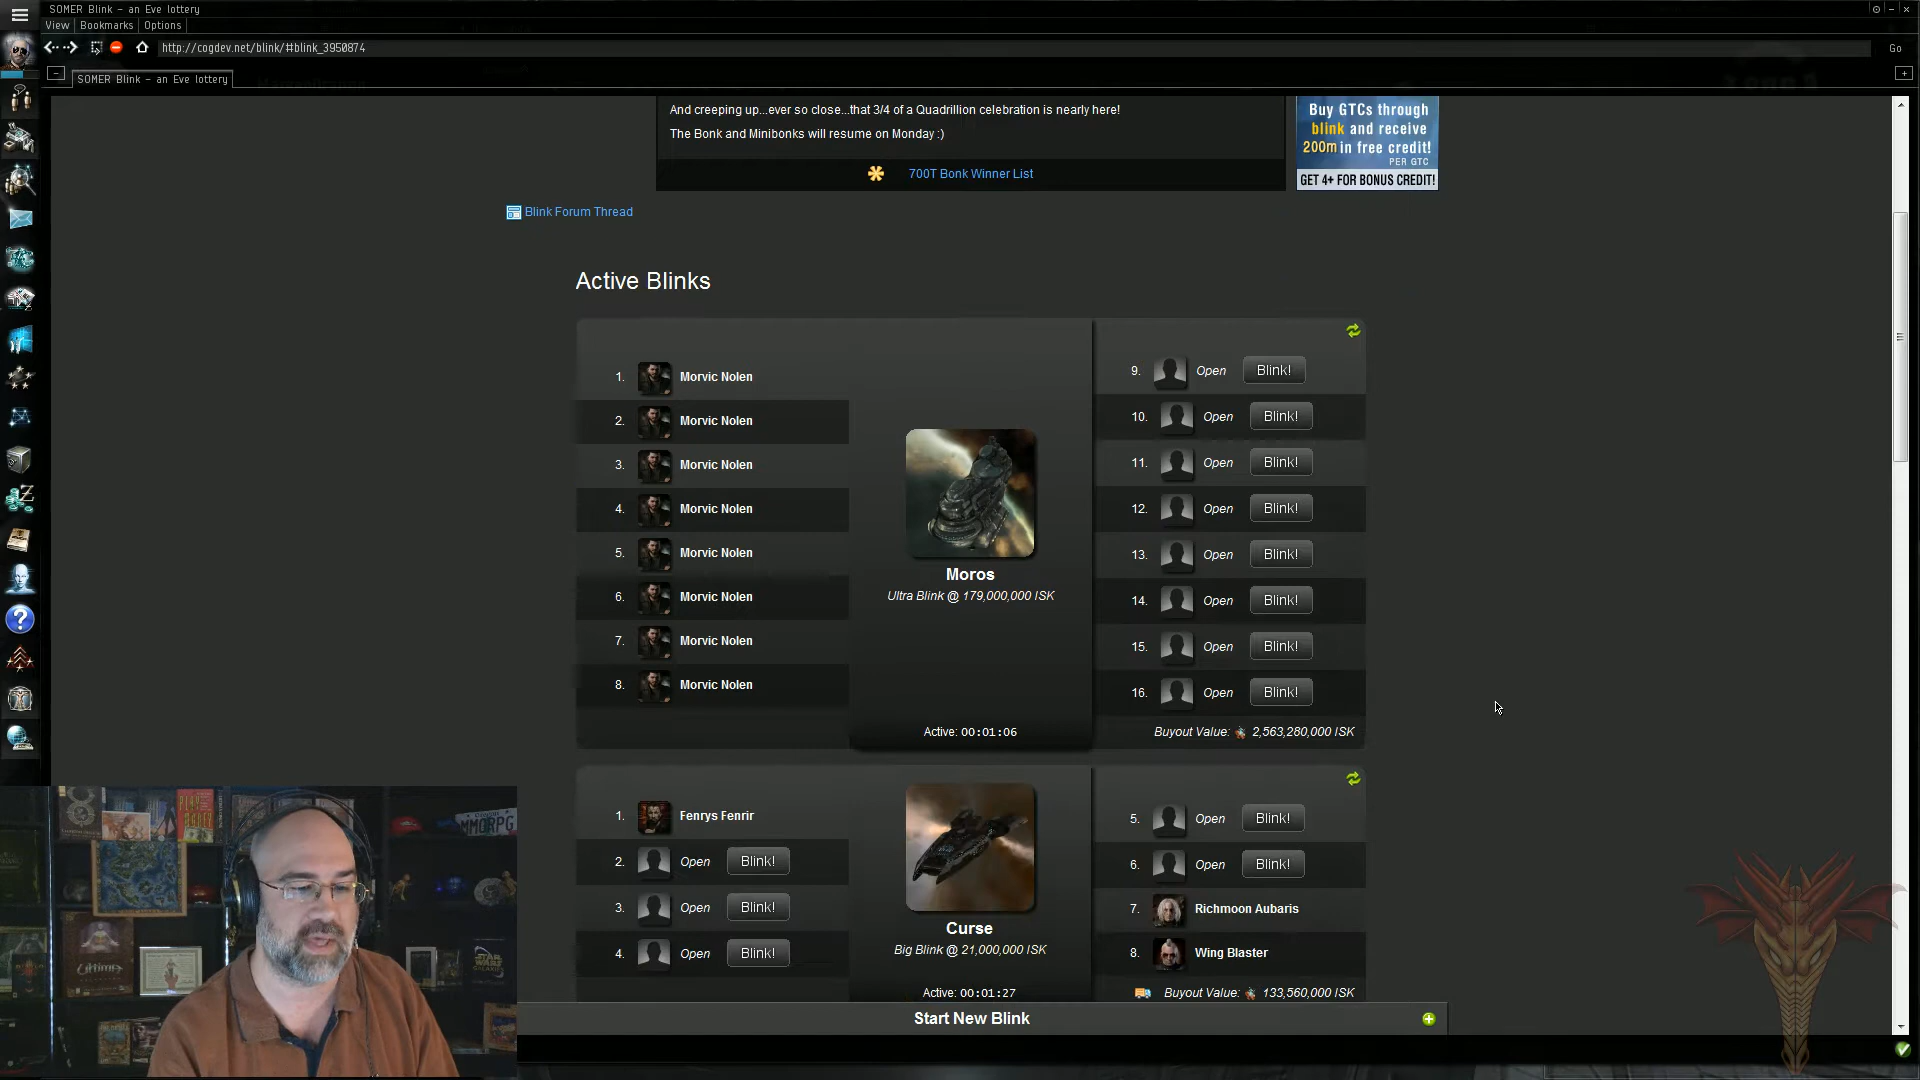 SOMER Blink – an Eve lottery
View Bookmarks Options
http://cogdev.net/blink/#blink_3950874
Go
SOMER Blink – an Eve lottery
And creeping up...ever so close...that 3/4 of a Quadrillion celebration is nearly here!
The Bonk and Minibonks will resume on Monday :)
700T Bonk Winner List
Buy GTCs through
blink and receive
200m in free credit!
PER GTC
GET 4+ FOR BONUS CREDIT!
Blink Forum Thread
Active Blinks
1. Morvic Nolen
2. Morvic Nolen
3. Morvic Nolen
4. Morvic Nolen
5. Morvic Nolen
6. Morvic Nolen
7. Morvic Nolen
8. Morvic Nolen
Moros
Ultra Blink @ 179,000,000 ISK
Active: 00:01:06
9. Open Blink!
10. Open Blink!
11. Open Blink!
12. Open Blink!
13. Open Blink!
14. Open Blink!
15. Open Blink!
16. Open Blink!
Buyout Value: 2,563,280,000 ISK
1. Fenrys Fenrir
2. Open Blink!
3. Open Blink!
4. Open Blink!
Curse
Big Blink @ 21,000,000 ISK
Active: 00:01:27
5. Open Blink!
6. Open Blink!
7. Richmoon Aubaris
8. Wing Blaster
Buyout Value: 133,560,000 ISK
Start New Blink
MMORPG
ultima
STAR
WARS
GALAXIES